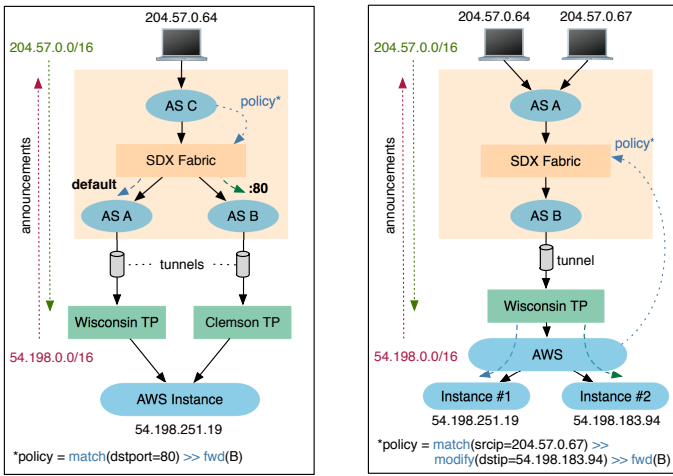 204.57.0.64
204.57.0.0/16
AS C
policy*
SDX Fabric
default
:80
announcements
AS A
AS B
tunnels
Wisconsin TP
Clemson TP
54.198.0.0/16
AWS Instance
54.198.251.19
*policy = match(dstport=80) >> fwd(B)
204.57.0.64
204.57.0.67
204.57.0.0/16
AS A
policy*
SDX Fabric
announcements
AS B
tunnel
Wisconsin TP
54.198.0.0/16
AWS
Instance #1
Instance #2
54.198.251.19
54.198.183.94
*policy = match(srcip=204.57.0.67) >>
modify(dstip=54.198.183.94) >> fwd(B)